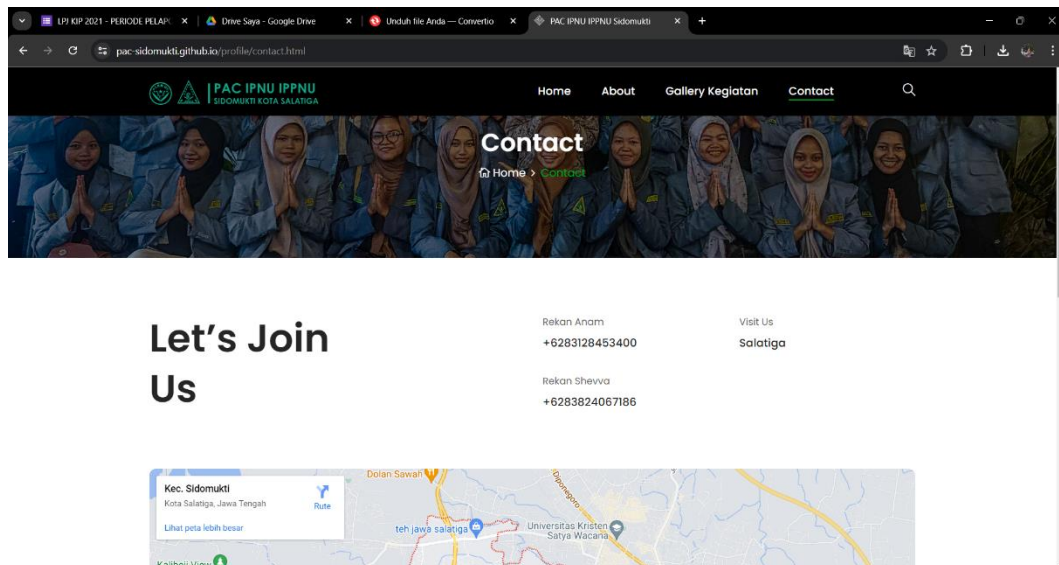 LPJ KIP 2021 - PERIODE PELAP
Drive Saya - Google Drive
Unduh file Anda — Convertio
PAC IPNU IPPNU Sidomukti
pac-sidomukti.github.io/profile/contact.html
PAC IPNU IPPNU
SIDOMUKTI KOTA SALATIGA
Home
About
Gallery Kegiatan
Contact
Contact
Home > Contact
Let's Join
Us
Rekan Anam
+6283128453400
Visit Us
Salatiga
Rekan Shevva
+6283824067186
Kec. Sidomukti
Kota Salatiga, Jawa Tengah
Rute
Lihat peta lebih besar
Dolan Sawah
Diponegoro
teh jawa salatiga
Universitas Kristen
Satya Wacana
Kalibeji View